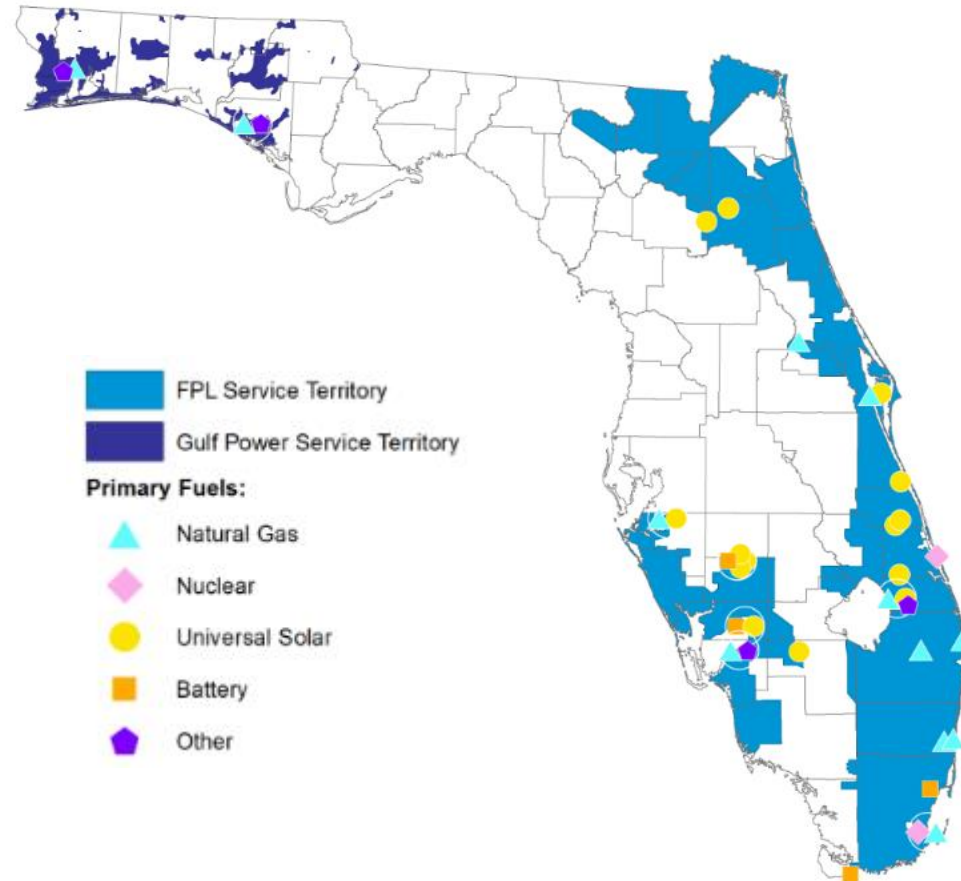 FPL Service Territory
Gulf Power Service Territory
Primary Fuels:
Natural Gas
Nuclear
Universal Solar
Battery
Other